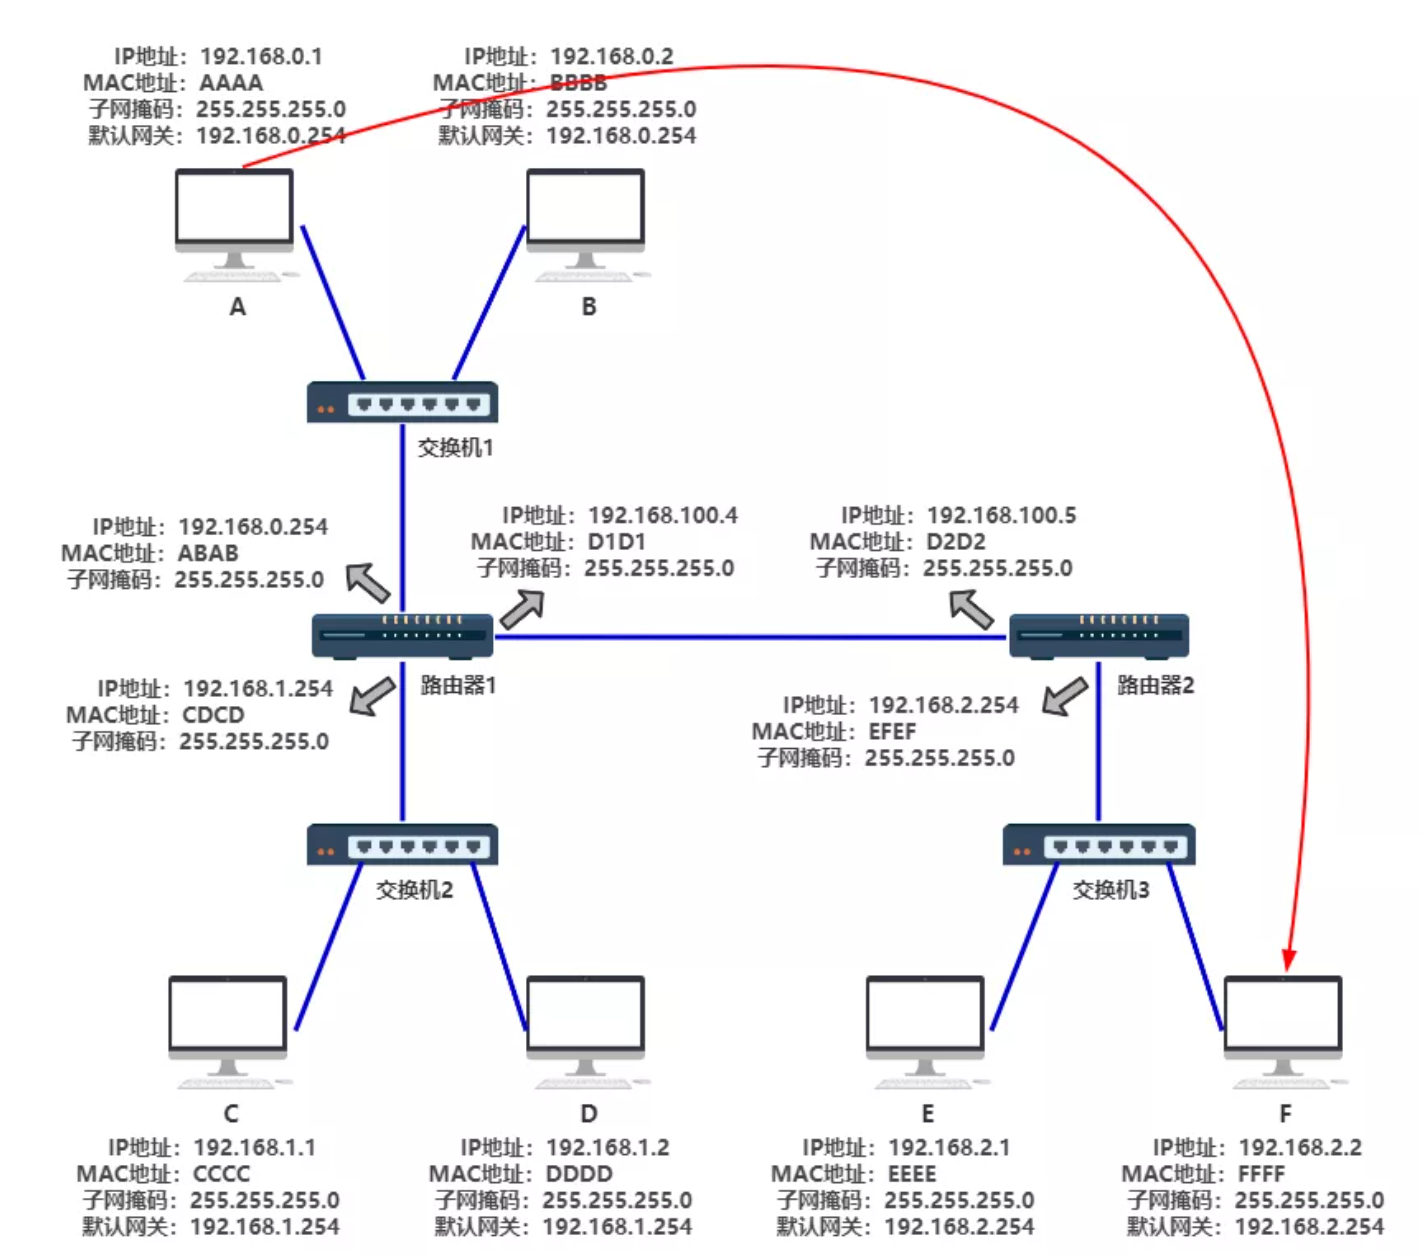 IP地址：192.168.0.1
MAC地址：AAAA
子网掩码：255.255.255.0
默认网关：192.168.0.254
IP地址：192.168.0.2
MAC地址：BBBB
子网掩码：255.255.255.0
默认网关：192.168.0.254
A
B
交换机1
IP地址：192.168.0.254
MAC地址：ABAB
子网掩码：255.255.255.0
IP地址：192.168.100.4
MAC地址：D1D1
子网掩码：255.255.255.0
IP地址：192.168.100.5
MAC地址：D2D2
子网掩码：255.255.255.0
路由器1
路由器2
IP地址：192.168.1.254
MAC地址：CDCD
子网掩码：255.255.255.0
IP地址：192.168.2.254
MAC地址：EFEF
子网掩码：255.255.255.0
交换机2
交换机3
C
D
E
F
IP地址：192.168.1.1
MAC地址：CCCC
子网掩码：255.255.255.0
默认网关：192.168.1.254
IP地址：192.168.1.2
MAC地址：DDDD
子网掩码：255.255.255.0
默认网关：192.168.1.254
IP地址：192.168.2.1
MAC地址：EEEE
子网掩码：255.255.255.0
默认网关：192.168.2.254
IP地址：192.168.2.2
MAC地址：FFFF
子网掩码：255.255.255.0
默认网关：192.168.2.254